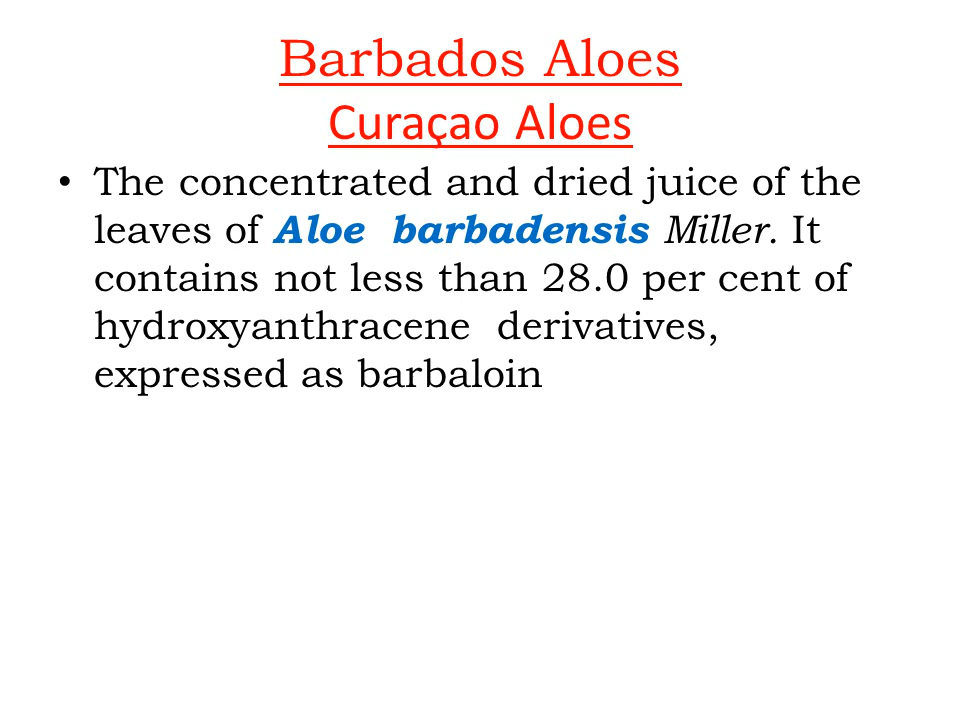 Barbados Aloes
Curaçao Aloes
• The concentrated and dried juice of the
leaves of Aloe  barbadensis Miller. It
contains not less than 28.0 per cent of
hydroxyanthracene  derivatives,
expressed as barbaloin